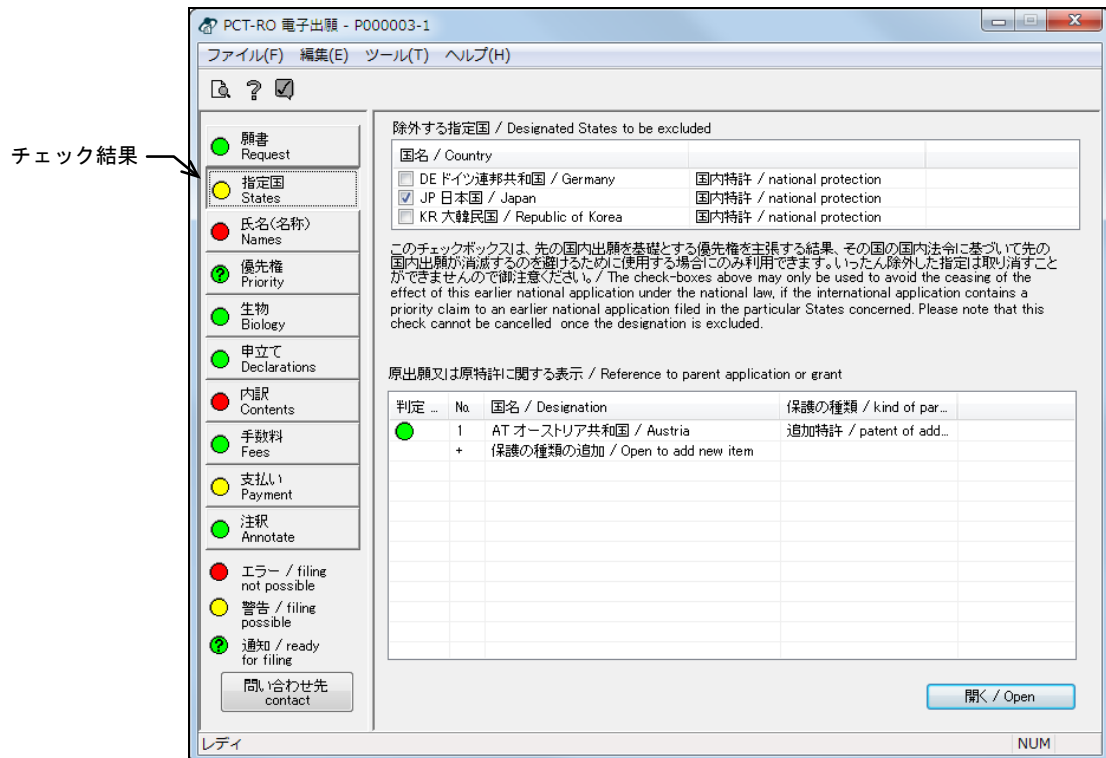 PCT-RO 電子出願 - P000003-1
ファイル(F) 編集(E) ツール(T) ヘルプ(H)
チェック結果
願書
Request
指定国
States
氏名(名称)
Names
優先権
Priority
生物
Biology
申立て
Declarations
内訳
Contents
手数料
Fees
支払い
Payment
注釈
Annotate
エラー / filing
not possible
警告 / filing
possible
通知 / ready
for filing
問い合わせ先
contact
除外する指定国 / Designated States to be excluded
国名 / Country
DE ドイツ連邦共和国 / Germany 国内特許 / national protection
JP 日本国 / Japan 国内特許 / national protection
KR 大韓民国 / Republic of Korea 国内特許 / national protection
このチェックボックスは、先の国内出願を基礎とする優先権を主張する結果、その国の国内法令に基づいて先の
国内出願が消滅するのを避けるために使用する場合にのみ利用できます。いったん除外した指定は取り消すこと
ができませんので御注意ください。 / The check-boxes above may only be used to avoid the ceasing of the
effect of this earlier national application under the national law, if the international application contains a
priority claim to an earlier national application filed in the particular States concerned. Please note that this
check cannot be cancelled once the designation is excluded.
原出願又は原特許に関する表示 / Reference to parent application or grant
判定 ... No. 国名 / Designation 保護の種類 / kind of par...
1 AT オーストリア共和国 / Austria 追加特許 / patent of add...
+ 保護の種類の追加 / Open to add new item
開く / Open
レディ NUM